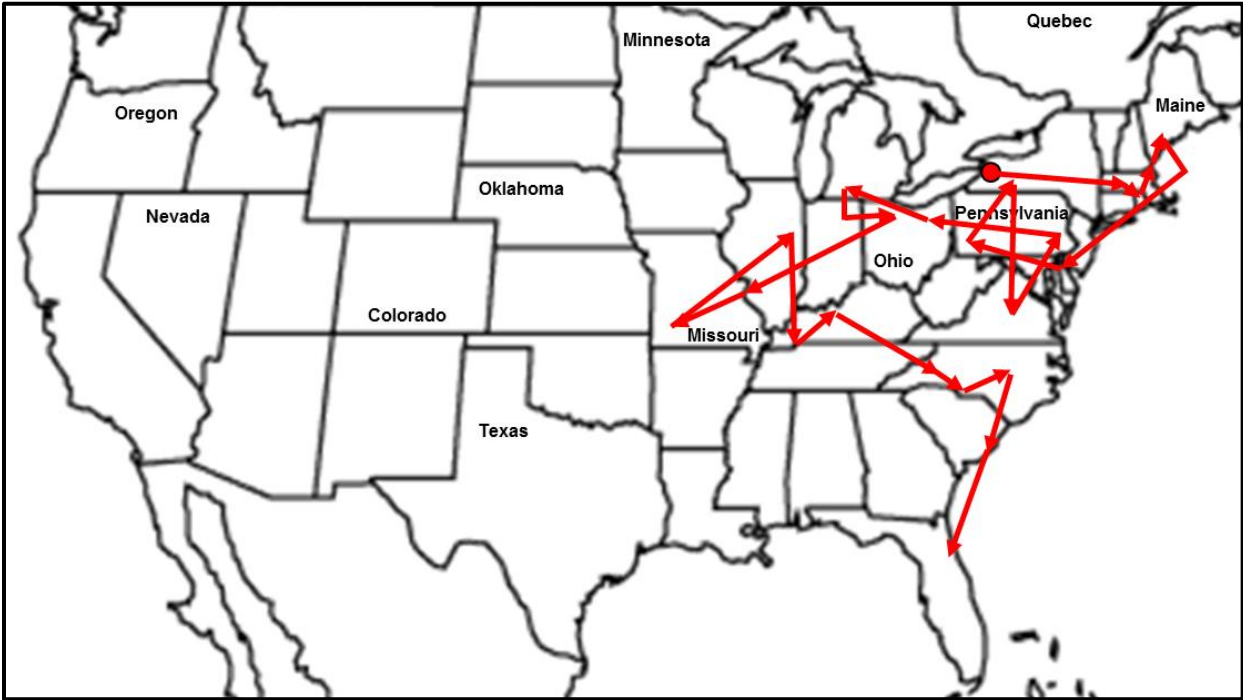 Quebec
Minnesota
Maine
Oregon
Oklahoma
Nevada
Pennsylvania
Ohio
Colorado
Missouri
Texas